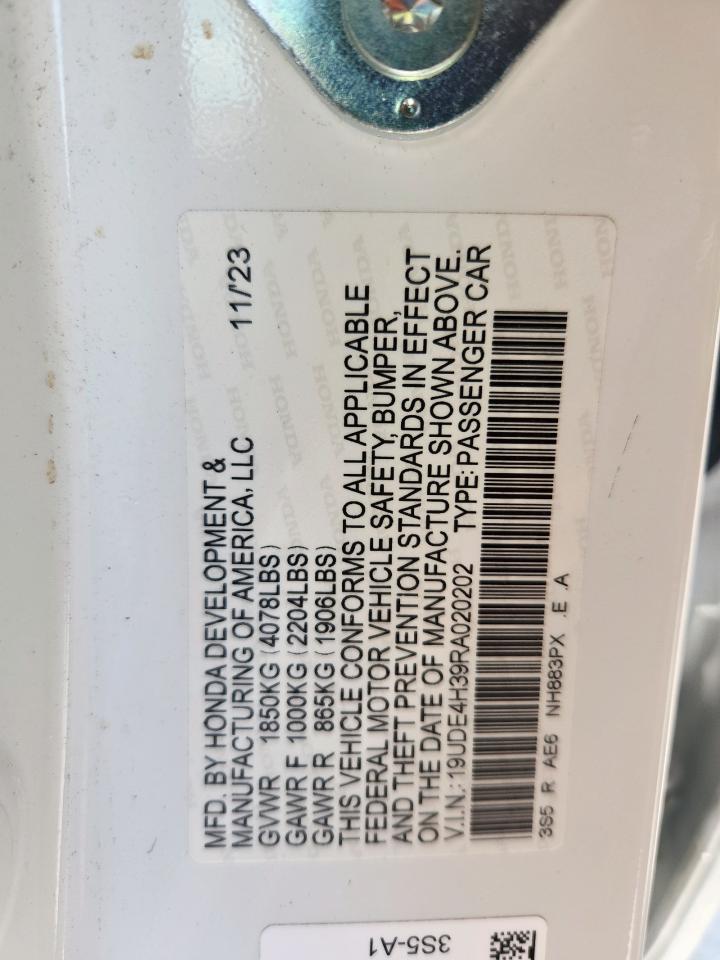 MFD. BY HONDA DEVELOPMENT &
MANUFACTURING OF AMERICA, LLC 11/'23
GVWR 1850KG (4078LBS)
GAWR F 1000KG (2204LBS)
GAWR R 865KG (1906LBS)
THIS VEHICLE CONFORMS TO ALL APPLICABLE
FEDERAL MOTOR VEHICLE SAFETY, BUMPER,
AND THEFT PREVENTION STANDARDS IN EFFECT
ON THE DATE OF MANUFACTURE SHOWN ABOVE.
V.I.N.: 19UDE4H39RA020202 TYPE: PASSENGER CAR
3S5 R AE6 NH883PX .E .A
3S5-A1